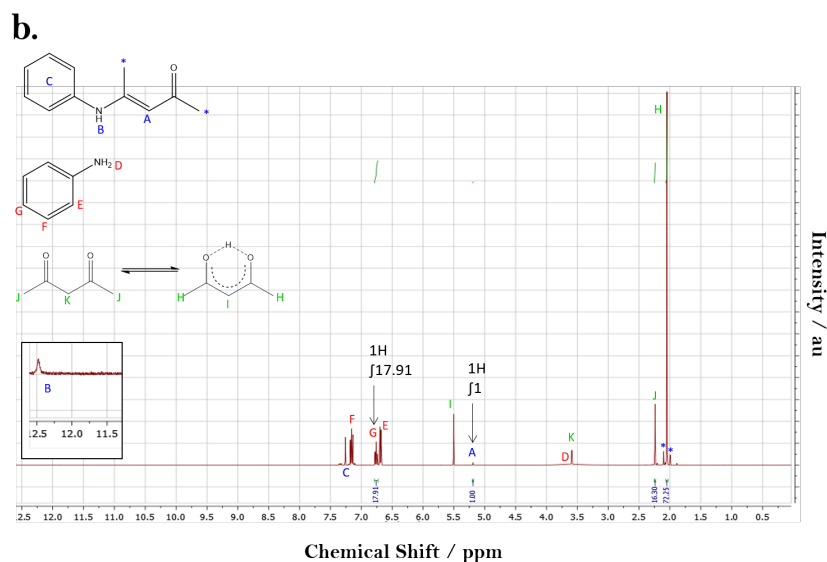 b.
C
*
O
N
H
B
A
*
NH2 D
G
E
F
O
O
J
K
J
H
O
O
H
I
H
H
B
12.5
12.0
11.5
1H
∫17.91
1H
∫1
C
F
G
E
I
A
D
K
J
*
*
17.91
1.00
16.30
72.25
2.5 12.0 11.5 11.0 10.5 10.0 9.5 9.0 8.5 8.0 7.5 7.0 6.5 6.0 5.5 5.0 4.5 4.0 3.5 3.0 2.5 2.0 1.5 1.0 0.5
Chemical Shift / ppm
Intensity / au